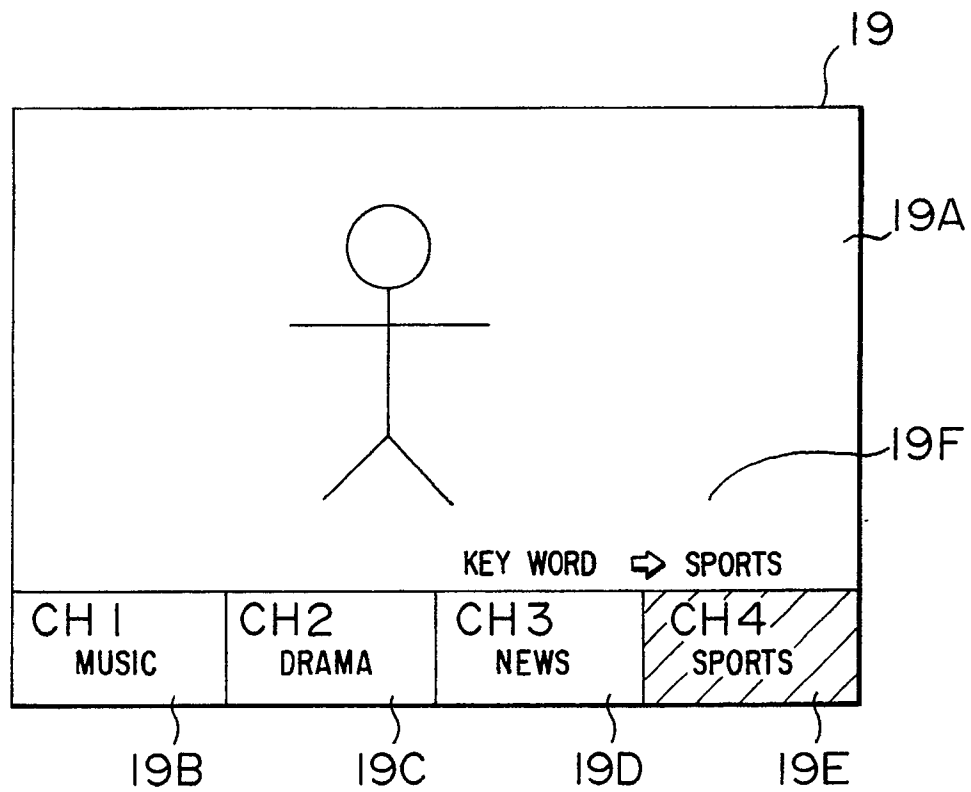 19
19A
19F
KEY WORD ⇨ SPORTS
CH1 CH2 CH3 CH4
MUSIC DRAMA NEWS SPORTS
19B 19C 19D 19E